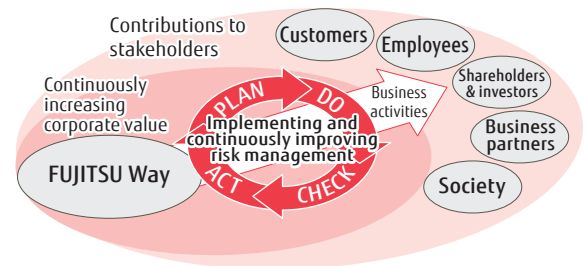 Contributions to
stakeholders
Customers
Employees
Shareholders
& investors
Business
partners
Society
Continuously
increasing
corporate value
FUJITSU Way
PLAN
DO
CHECK
ACT
Implementing and
continuously improving
risk management
Business
activities